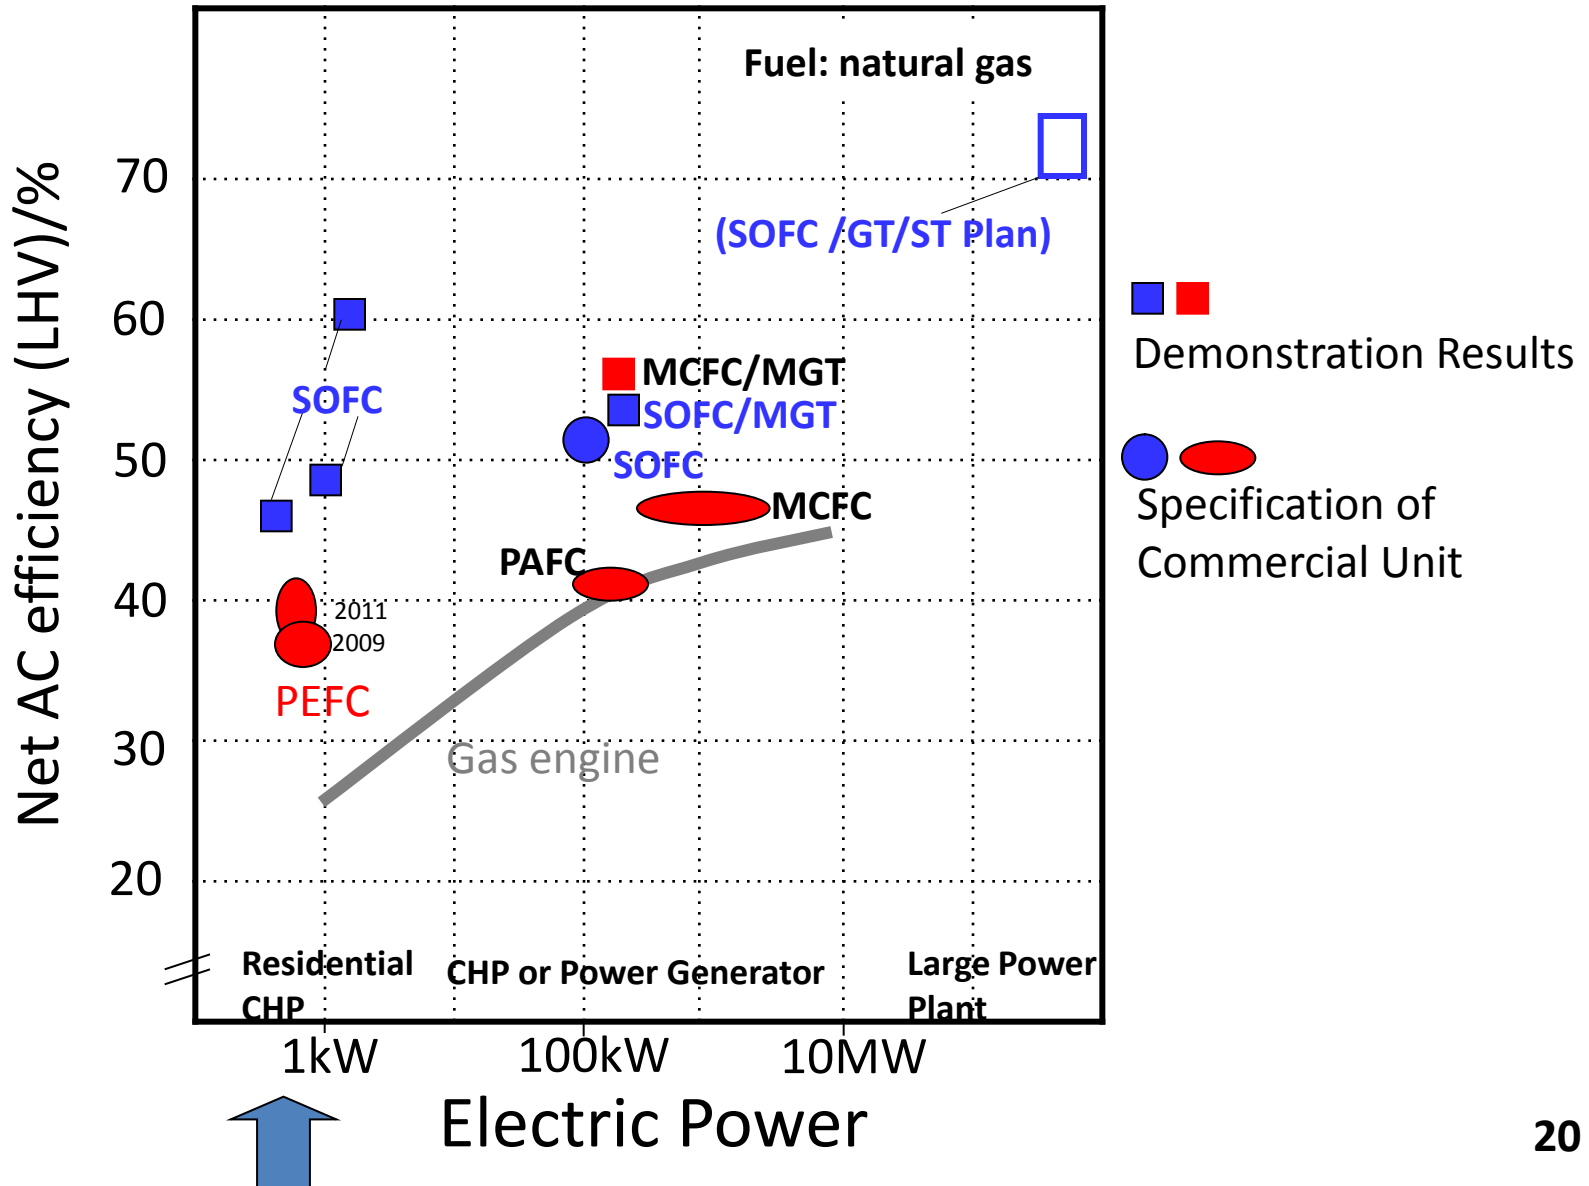 Fuel: natural gas
Net AC efficiency (LHV)/%
70
60
50
40
30
20
(SOFC /GT/ST Plan)
SOFC
MCFC/MGT
SOFC/MGT
SOFC
MCFC
PAFC
2011
2009
PEFC
Gas engine
Residential
CHP
CHP or Power Generator
Large Power
Plant
1kW
100kW
10MW
Electric Power
Demonstration Results
Specification of
Commercial Unit
20